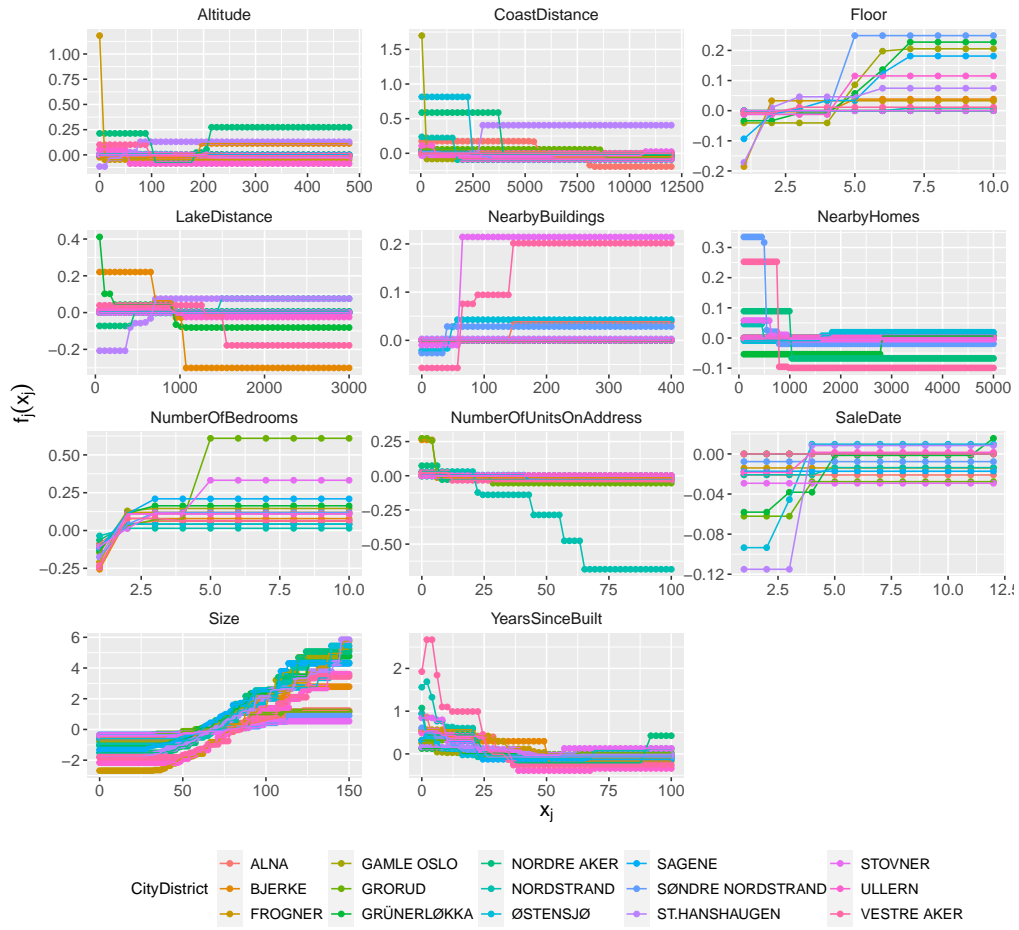 Altitude CoastDistance Floor
1.00
0.75
0.50
0.25
0.00
0 100 200 300 400 500
1.5
1.0
0.5
0.0
0 2500 5000 7500 10000 12500
0.2
0.1
0.0
−0.1
−0.2
2.5 5.0 7.5 10.0
LakeDistance NearbyBuildings NearbyHomes
0.4
0.2
0.0
−0.2
0 1000 2000 3000
0.2
0.1
0.0
0 100 200 300 400
0.3
0.2
0.1
0.0
−0.1
0 1000 2000 3000 4000 5000
f_j(x_j)
NumberOfBedrooms NumberOfUnitsOnAddress SaleDate
0.50
0.25
0.00
−0.25
2.5 5.0 7.5 10.0
0.25
0.00
−0.25
−0.50
0 25 50 75 100
0.00
−0.04
−0.08
−0.12
2.5 5.0 7.5 10.0 12.5
Size YearsSinceBuilt
6
4
2
0
−2
0 50 100 150
2
1
0
0 25 50 75 100
x_j
CityDistrict
ALNA GAMLE OSLO NORDRE AKER SAGENE STOVNER
BJERKE GRORUD NORDSTRAND SØNDRE NORDSTRAND ULLERN
FROGNER GRÜNERLØKKA ØSTENSJØ ST.HANSHAUGEN VESTRE AKER